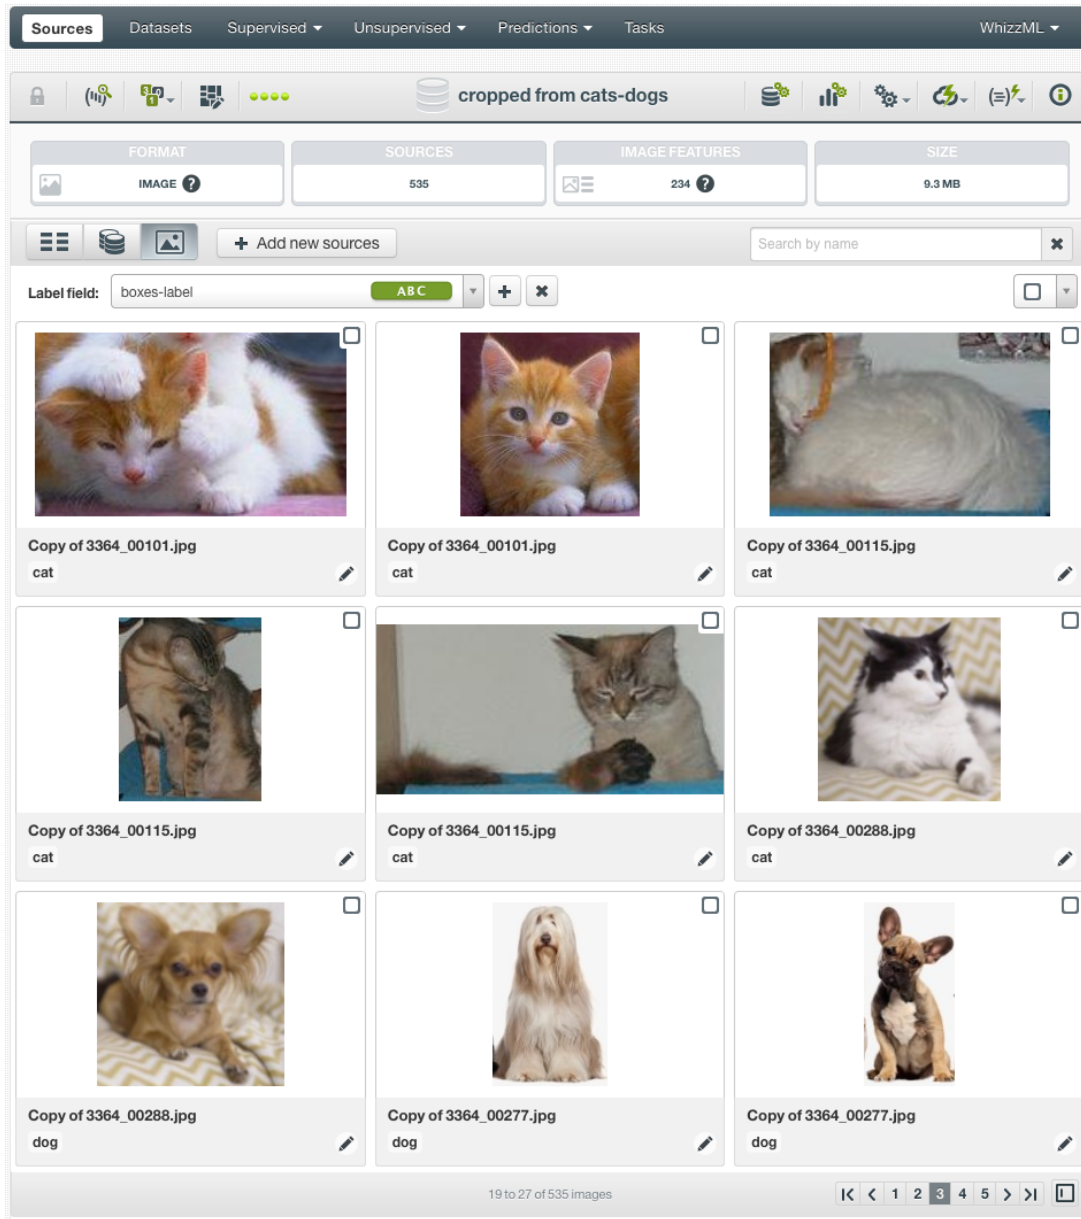 Sources Datasets Supervised Unsupervised Predictions Tasks WhizzML
cropped from cats-dogs
FORMAT SOURCES IMAGE FEATURES SIZE
IMAGE ? 535 234 ? 9.3 MB
+ Add new sources Search by name
Label field: boxes-label ABC
Copy of 3364_00101.jpg Copy of 3364_00101.jpg Copy of 3364_00115.jpg
cat cat cat
Copy of 3364_00115.jpg Copy of 3364_00115.jpg Copy of 3364_00288.jpg
cat cat cat
Copy of 3364_00288.jpg Copy of 3364_00277.jpg Copy of 3364_00277.jpg
dog dog dog
19 to 27 of 535 images 1 2 3 4 5